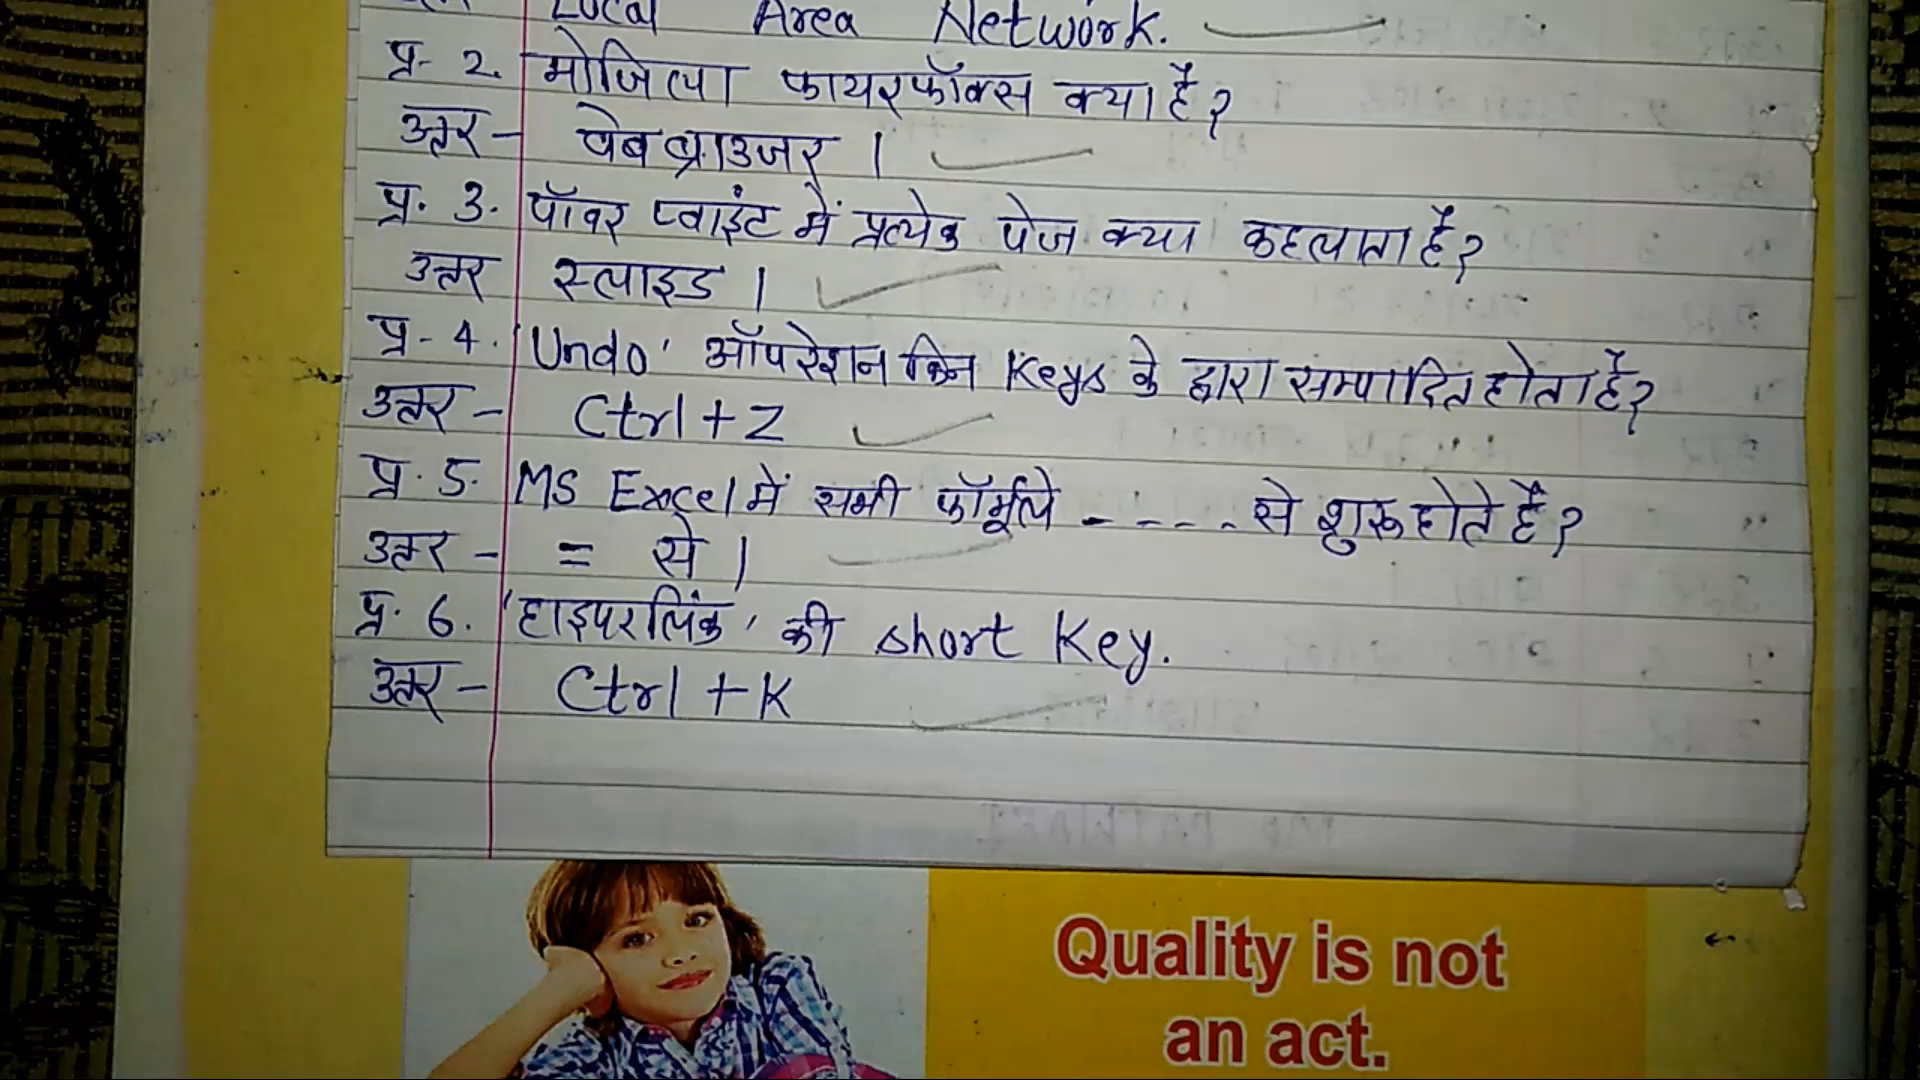 Local Area Network.
प्र- 2. मोजिला फायरफॉक्स क्या है?
उत्तर - वेब ब्राउजर ।
प्र. 3. पॉवर प्वाइंट में प्रत्येक पेज क्या कहलाता है?
उत्तर स्लाइड ।
प्र- 4. 'Undo' ऑपरेशन किन Keys के द्वारा सम्पादित होता है?
उत्तर - Ctrl + Z
प्र. 5. MS Excel में सभी फॉर्मूले - - - - - से शुरू होते है?
उत्तर - = से ।
प्र. 6. 'हाइपरलिंक' की short Key.
उत्तर - Ctrl + K
Quality is not
an act.